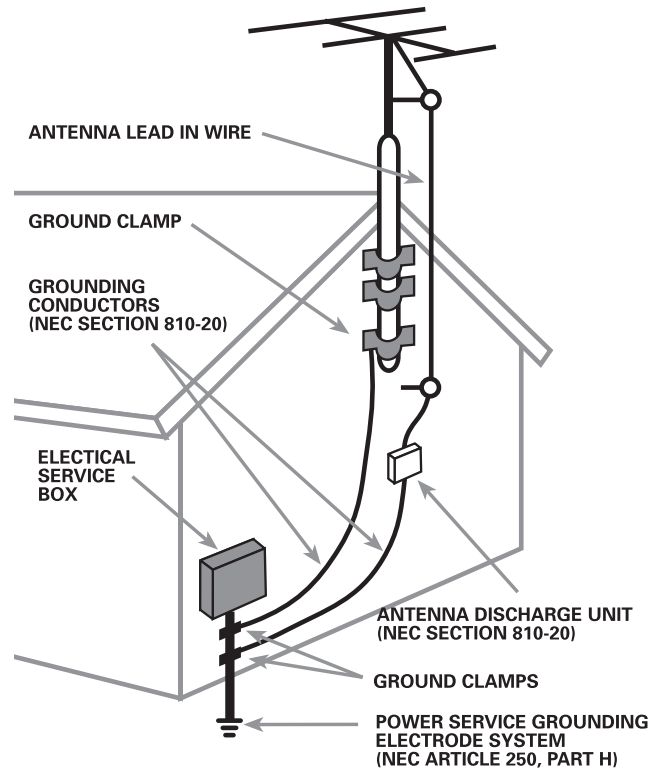 ANTENNA LEAD IN WIRE
GROUND CLAMP
GROUNDING
CONDUCTORS
(NEC SECTION 810-20)
ELECTICAL
SERVICE
BOX
ANTENNA DISCHARGE UNIT
(NEC SECTION 810-20)
GROUND CLAMPS
POWER SERVICE GROUNDING
ELECTRODE SYSTEM
(NEC ARTICLE 250, PART H)